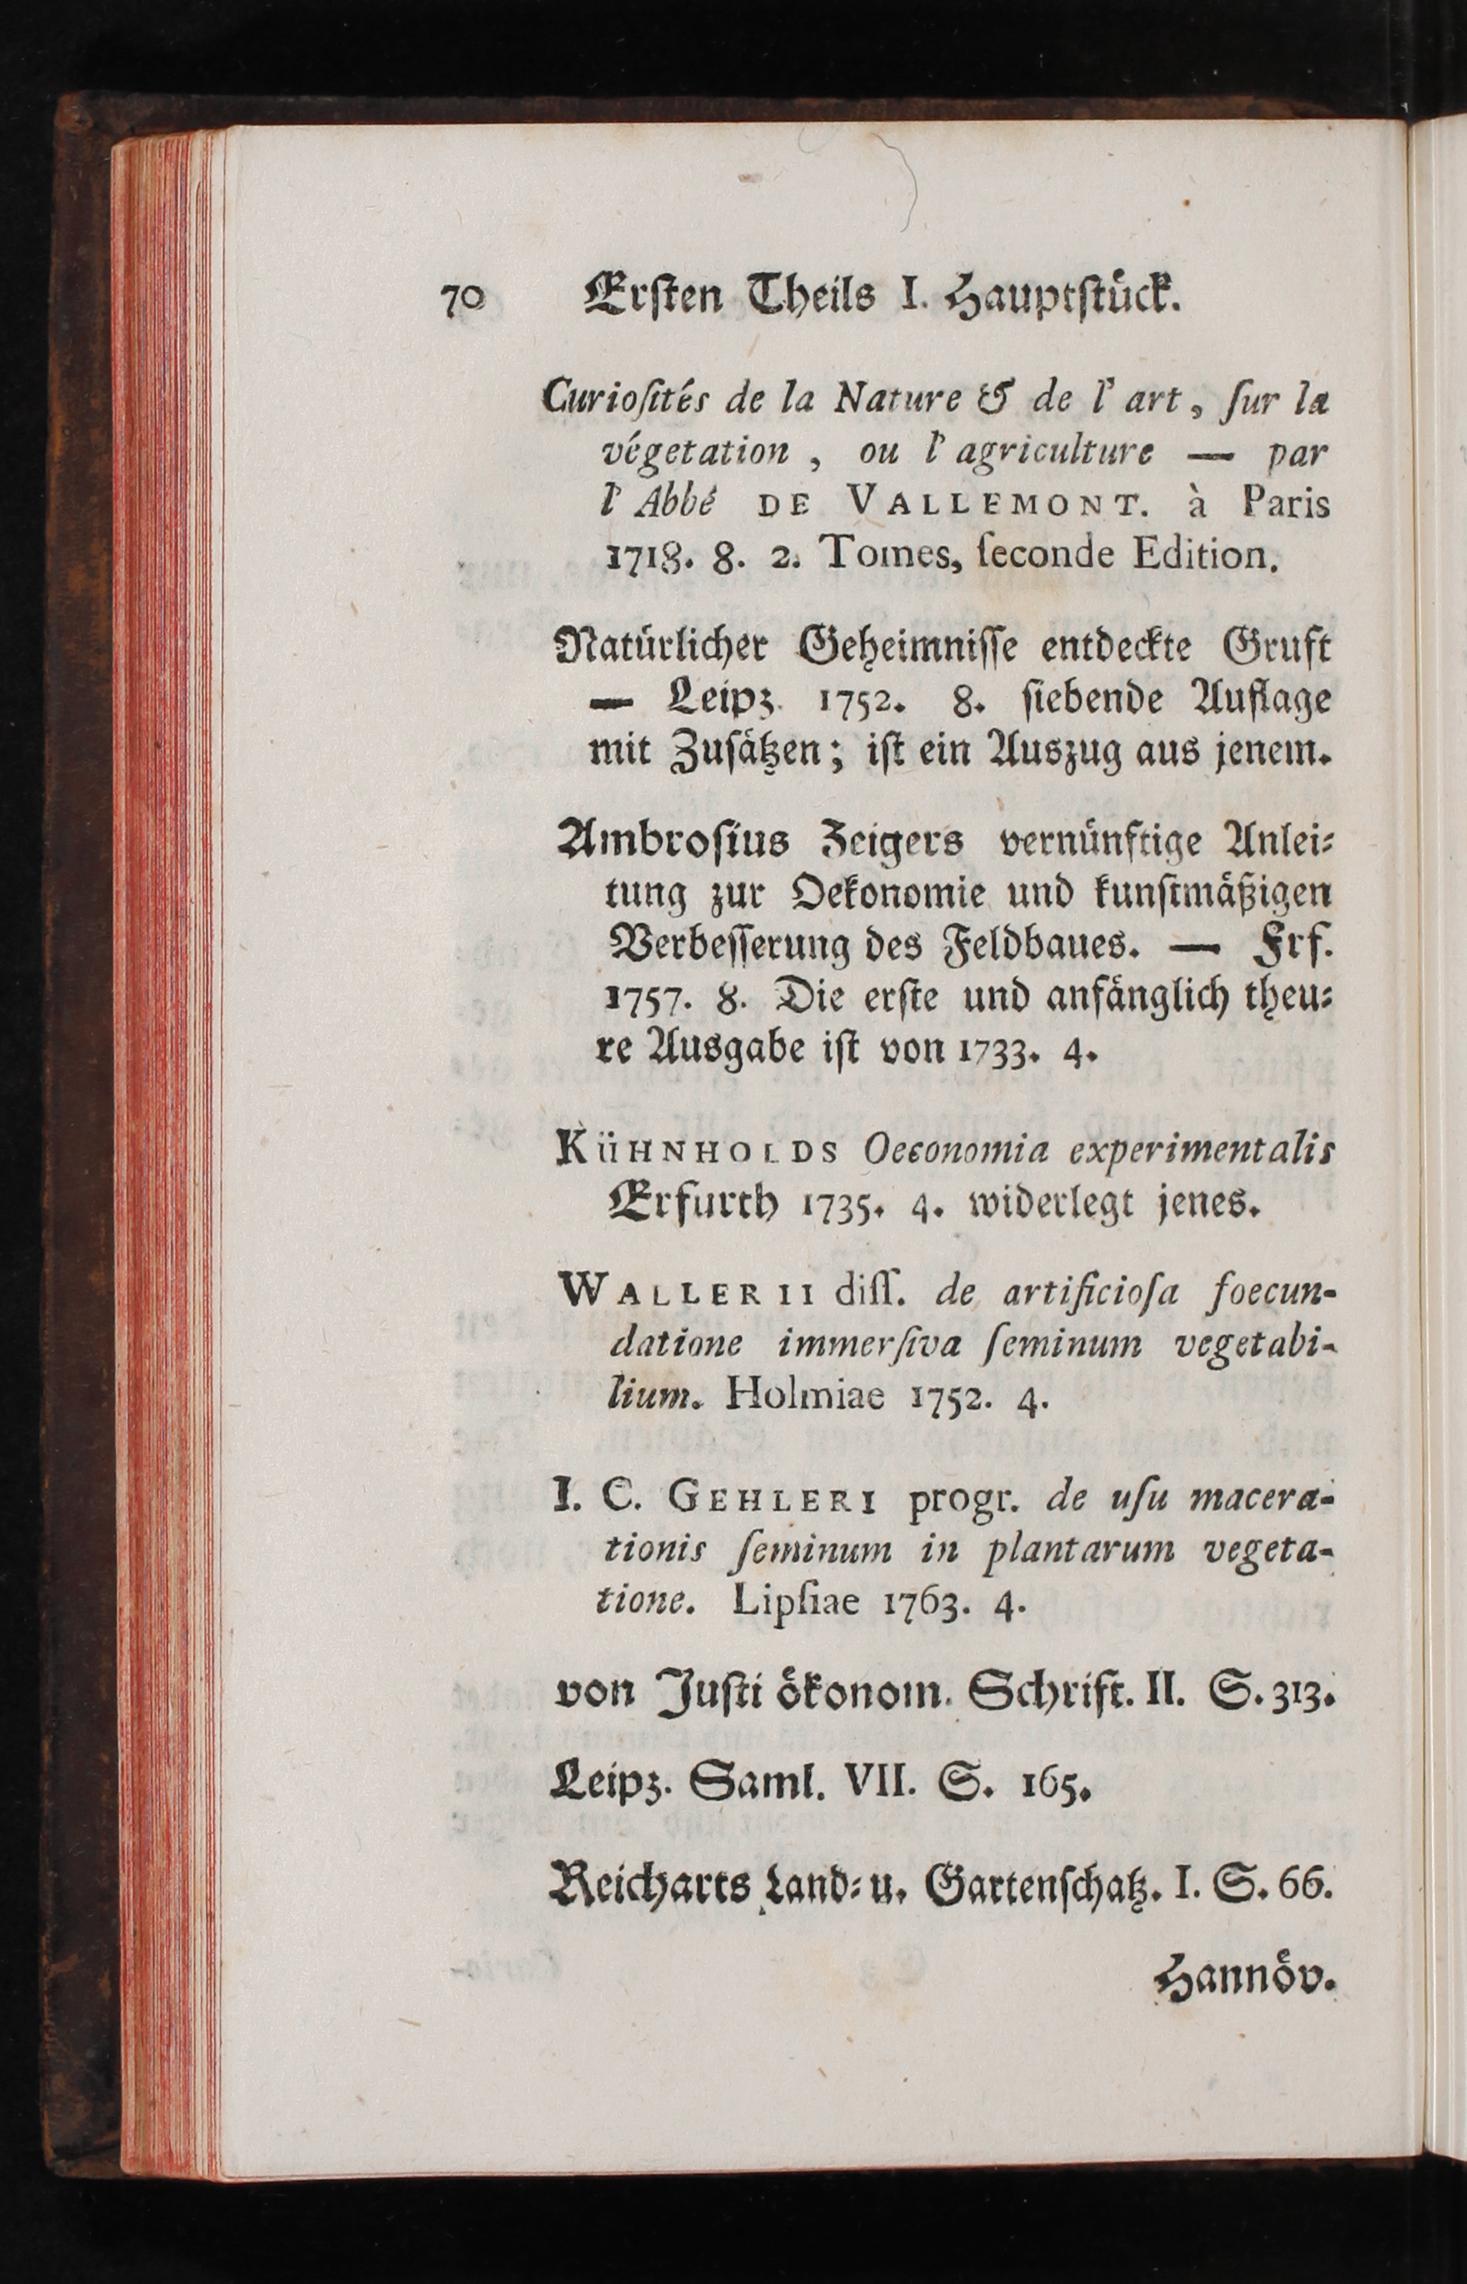 70 Erſten Theils I. Hauptſtück.
Curioſités de la Nature & de l' art, ſur la
végetation, ou l' agriculture — par
l' Abbé DE VALLEMONT. à Paris
1718. 8. 2. Tomes, ſeconde Edition.
Natürlicher Geheimniſſe entdeckte Gruft
— Leipz. 1752. 8. ſiebende Auflage
mit Zuſätzen; iſt ein Auszug aus jenem.
Ambroſius Zeigers vernünftige Anlei⸗
tung zur Oekonomie und kunſtmäßigen
Verbeſſerung des Feldbaues. — Frf.
1757. 8. Die erſte und anfänglich theu⸗
re Ausgabe iſt von 1733. 4.
KüHNHOLDS Oeconomia experimentalis
Erfurth 1735. 4. widerlegt jenes.
WALLERII diſſ. de artificioſa foecun-
datione immerſiva ſeminum vegetabi-
lium. Holmiae 1752. 4.
I. C. GEHLERI progr. de uſu macera-
tionis ſeminum in plantarum vegeta-
tione. Lipſiae 1763. 4.
von Juſti ökonom. Schrift. II. S. 313.
Leipz. Saml. VII. S. 165.
Reicharts Land⸗ u. Gartenſchatz. I. S. 66.
Hannöv.